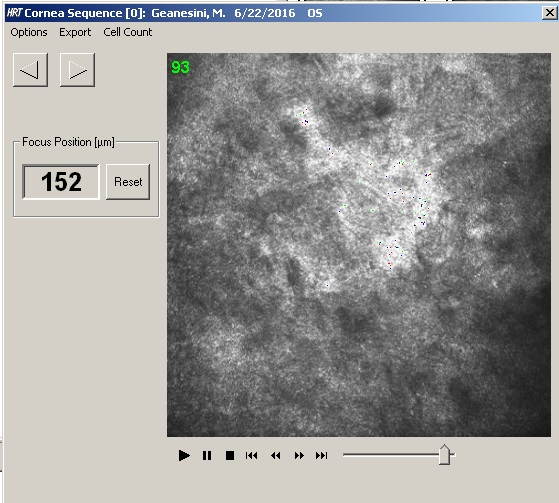 HRT Cornea Sequence [0]: Geanesini, M. 6/22/2016 OS
Options Export Cell Count
93
Focus Position [µm]
152 Reset